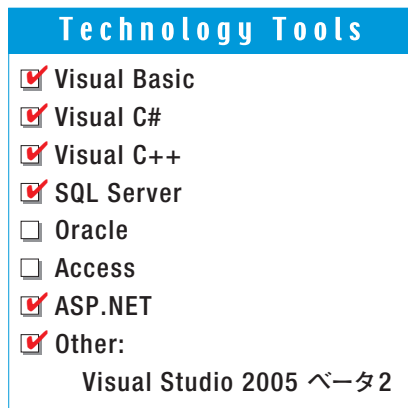 Technology Tools
Visual Basic
Visual C#
Visual C++
SQL Server
Oracle
Access
ASP.NET
Other:
Visual Studio 2005 ベータ2